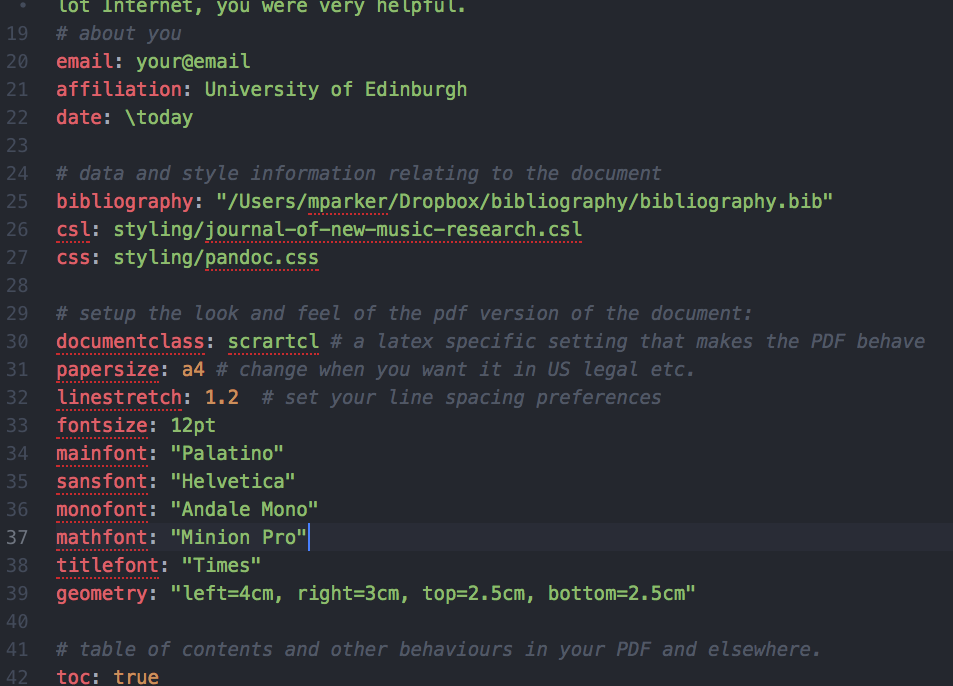 lot Internet, you were very helpful.
19 # about you
20 email: your@email
21 affiliation: University of Edinburgh
22 date: \today
23
24 # data and style information relating to the document
25 bibliography: "/Users/mparker/Dropbox/bibliography/bibliography.bib"
26 csl: styling/journal-of-new-music-research.csl
27 css: styling/pandoc.css
28
29 # setup the look and feel of the pdf version of the document:
30 documentclass: scrartcl # a latex specific setting that makes the PDF behave
31 papersize: a4 # change when you want it in US legal etc.
32 linestretch: 1.2  # set your line spacing preferences
33 fontsize: 12pt
34 mainfont: "Palatino"
35 sansfont: "Helvetica"
36 monofont: "Andale Mono"
37 mathfont: "Minion Pro"
38 titlefont: "Times"
39 geometry: "left=4cm, right=3cm, top=2.5cm, bottom=2.5cm"
40
41 # table of contents and other behaviours in your PDF and elsewhere.
42 toc: true